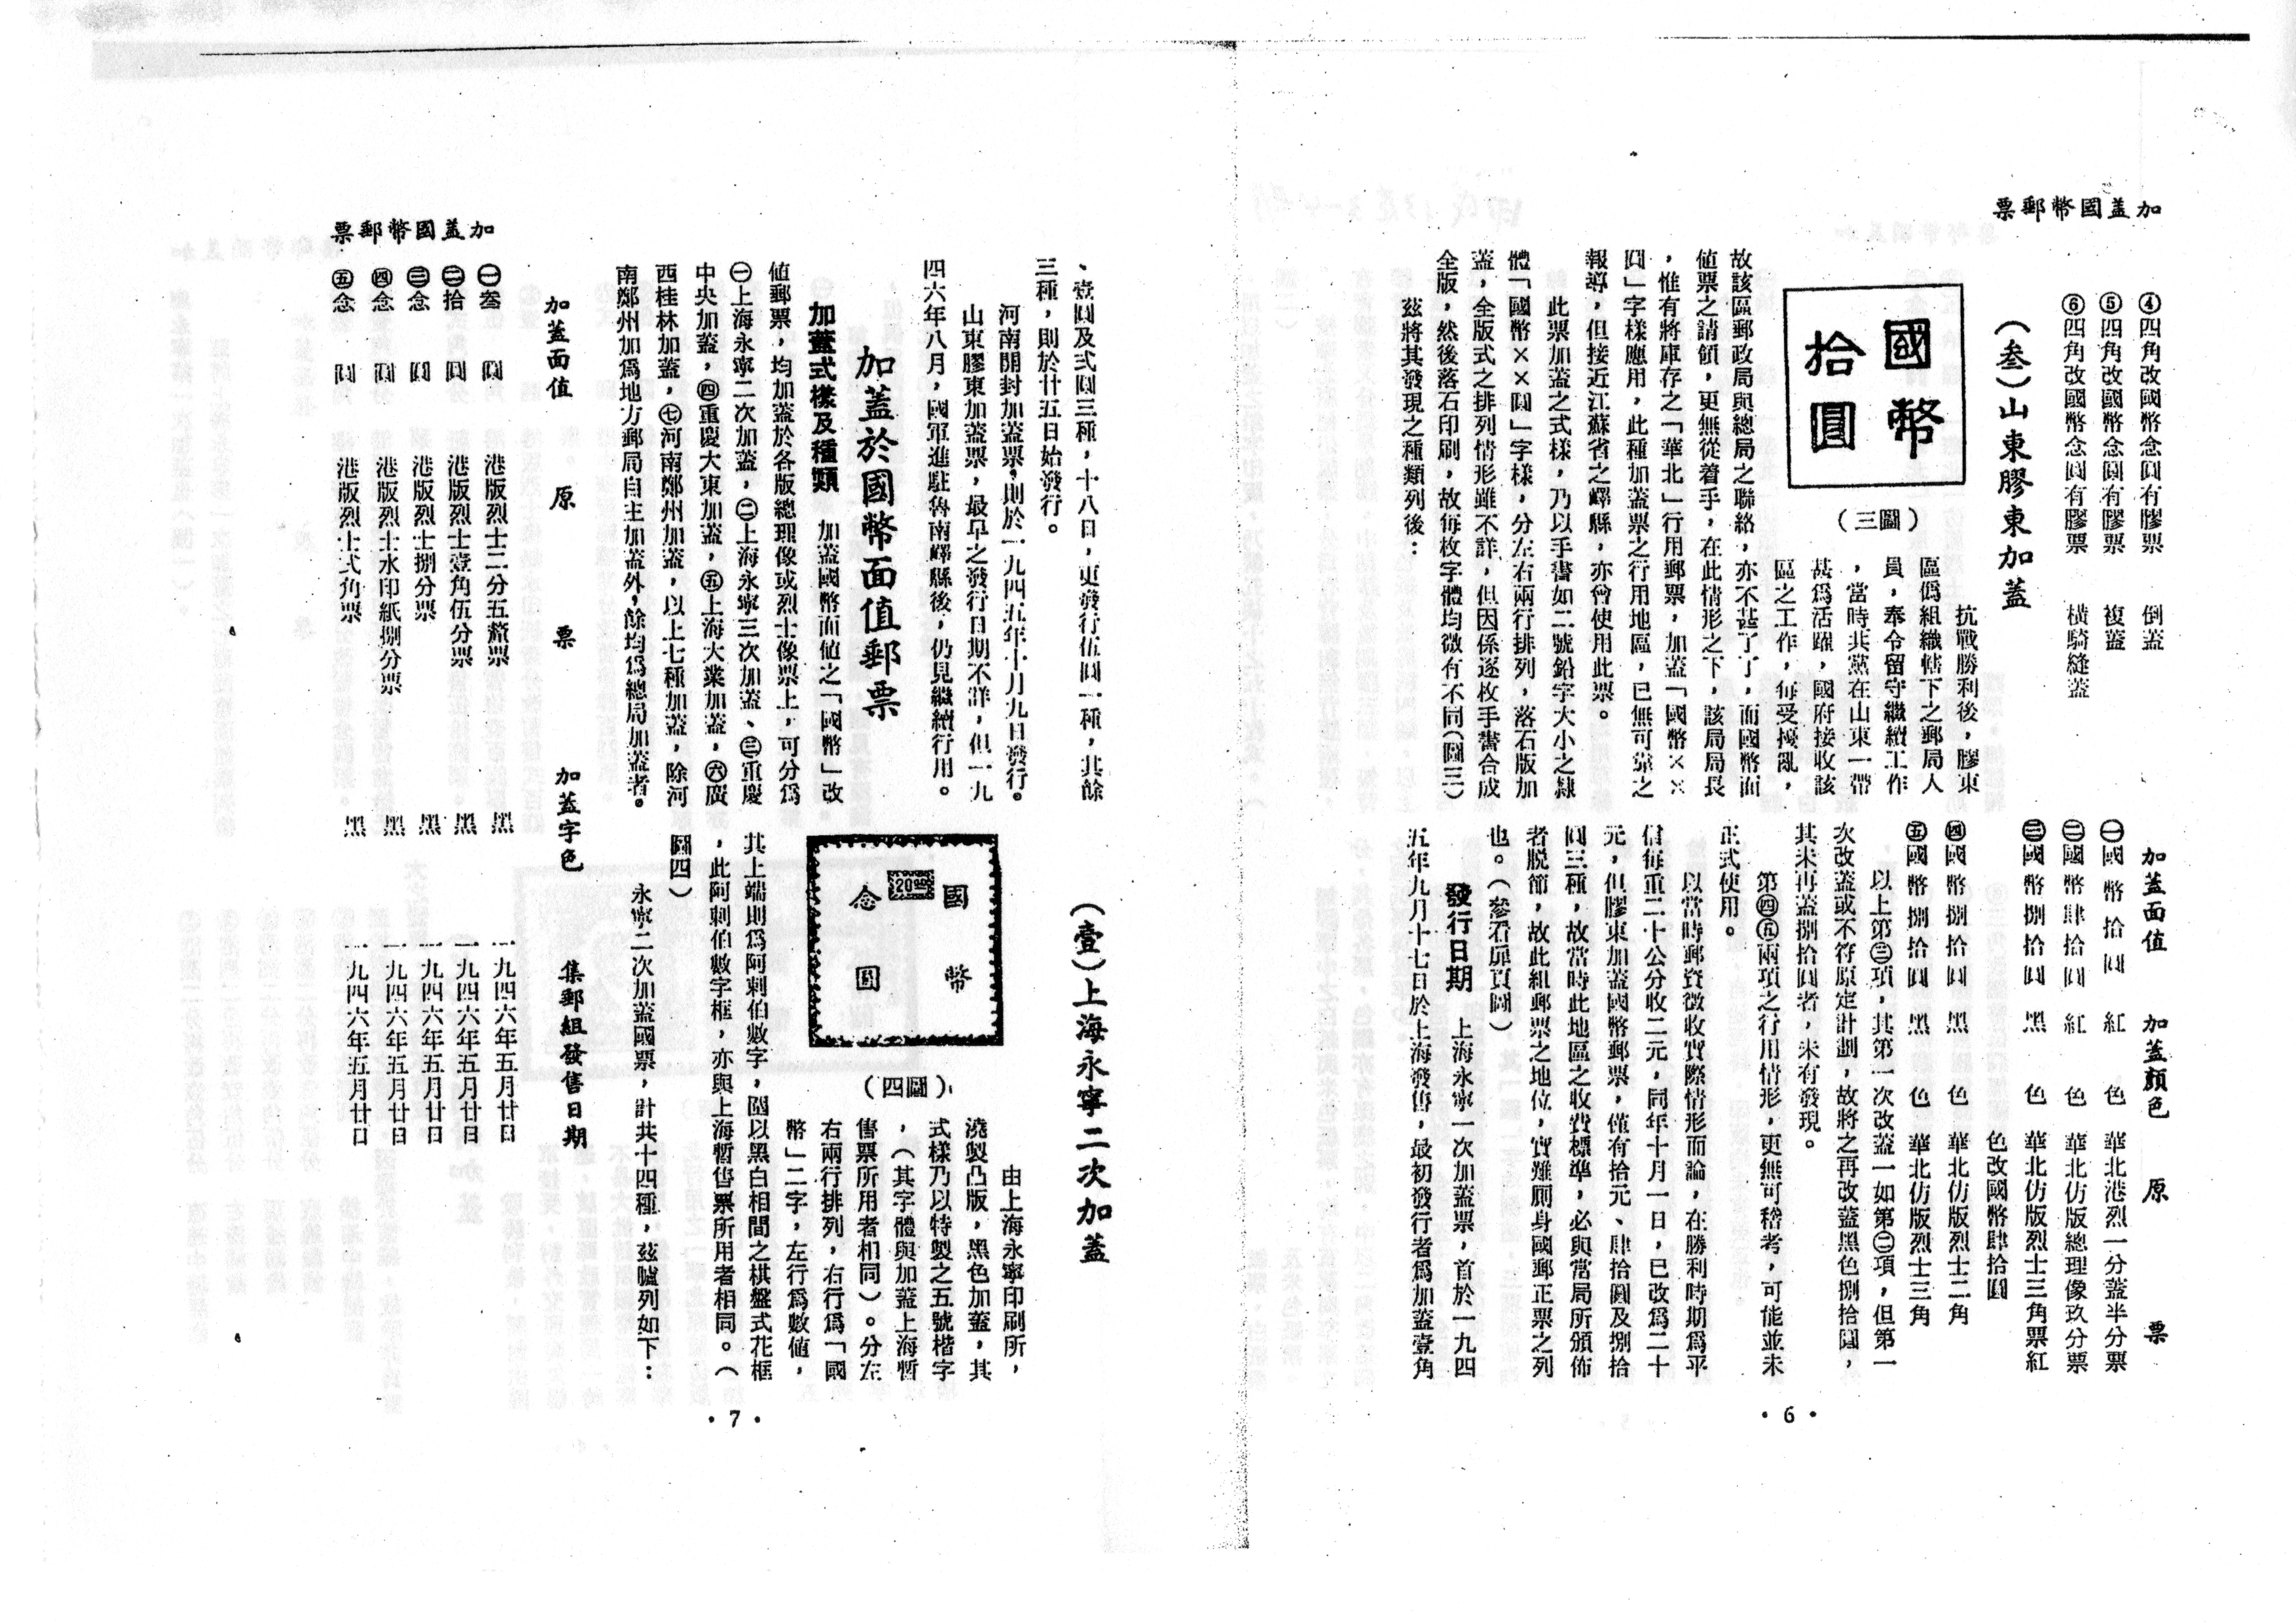 加蓋國幣郵票
④四角改國幣念圓有膠票　倒蓋
⑤四角改國幣念圓有膠票　複蓋
⑥四角改國幣念圓有膠票　橫騎縫蓋
（叁）山東膠東加蓋
國幣
拾圓
（圖三）
抗戰勝利後，膠東
區僞組織轄下之郵局人
員，奉令留守繼續工作
，當時共黨在山東一帶
甚爲活躍，國府接收該
區之工作，每受擾亂，
故該區郵政局與總局之聯絡，亦不甚了了，而國幣面
値票之請領，更無從着手，在此情形之下，該局局長
，惟有將庫存之「華北」行用郵票，加蓋「國幣××
圓」字樣應用，此種加蓋票之行用地區，已無可靠之
報導，但接近江蘇省之嶧縣，亦曾使用此票。
此票加蓋之式樣，乃以手書如二號鉛字大小之隷
體「國幣××圓」字樣，分左右兩行排列，落石版加
蓋，全版式之排列情形雖不詳，但因係逐枚手書合成
全版，然後落石印刷，故每枚字體均微有不同（圖三）
茲將其發現之種類列後：
加蓋面值　加蓋顏色　原　票
㊀國幣拾圓　紅　色　華北港烈一分蓋半分票
㊁國幣肆拾圓　紅　色　華北仿版總理像玖分票
㊂國幣捌拾圓　黑　色　華北仿版烈士三角票紅
色改國幣肆拾圓
㊃國幣捌拾圓　黑　色　華北仿版烈士二角
㊄國幣捌拾圓　黑　色　華北仿版烈士三角
以上第㊂項，其第一次改蓋一如第㊁項，但第一
次改蓋或不符原定計劃，故將之再改蓋黑色捌拾圓，
其未再蓋捌拾圓者，未有發現。
第㊃㊄兩項之行用情形，更無可稽考，可能並未
正式使用。
以當時郵資徵收實際情形而論，在勝利時期爲平
信每重二十公分收二元，同年十月一日，已改爲二十
元，但膠東加蓋國幣郵票，僅有拾元、肆拾圓及捌拾
圓三種，故當時此地區之收費標準，必與當局所頒佈
者脱節，故此組郵票之地位，實難厠身國郵正票之列
也。（參看扉頁圖）
發行日期　上海永寧一次加蓋票，首於一九四
五年九月十七日於上海發售，最初發行者爲加蓋壹角
• 6 •
、壹圓及弍圓三種，十八日，更發行伍圓一種，其餘
三種，則於廿五日始發行。
河南開封加蓋票，則於一九四五年十月九日發行。
山東膠東加蓋票，最早之發行日期不詳，但一九
四六年八月，國軍進駐魯南嶧縣後，仍見繼續行用。
加蓋於國幣面值郵票
加蓋式樣及種類　加蓋國幣面値之「國幣」改
値郵票，均加蓋於各版總理像或烈士像票上，可分爲
㊀上海永寧二次加蓋，㊁上海永寧三次加蓋、㊂重慶
中央加蓋，㊃重慶大東加蓋，㊄上海大業加蓋，㊅廣
西桂林加蓋，㊆河南鄭州加蓋，以上七種加蓋，除河
南鄭州加爲地方郵局自主加蓋外，餘均爲總局加蓋者。
（壹）上海永寧二次加蓋
國幣
念圓
20 00
（圖四）
由上海永寧印刷所，
澆製凸版，黑色加蓋，其
式樣乃以特製之五號楷字
，（其字體與加蓋上海暫
售票所用者相同）。分左
右兩行排列，右行爲「國
幣」二字，左行爲數値，
其上端則爲阿剌伯數字，圍以黑白相間之棋盤式花框
，此阿剌伯數字框，亦與上海暫售票所用者相同。（
圖四）
永寧二次加蓋國票，計共十四種，茲臚列如下：
加蓋國幣郵票
加蓋面值　原　票　加蓋字色　集郵組發售日期
㊀叁　圓　港版烈士二分五釐票　黑　一九四六年五月廿日
㊁拾　圓　港版烈士壹角伍分票　黑　一九四六年五月廿日
㊂念　圓　港版烈士捌分票　黑　一九四六年五月廿日
㊃念　圓　港版烈士水印紙捌分票　黑　一九四六年五月廿日
㊄念　圓　港版烈士弍角票　黑　一九四六年五月廿日
• 7 •